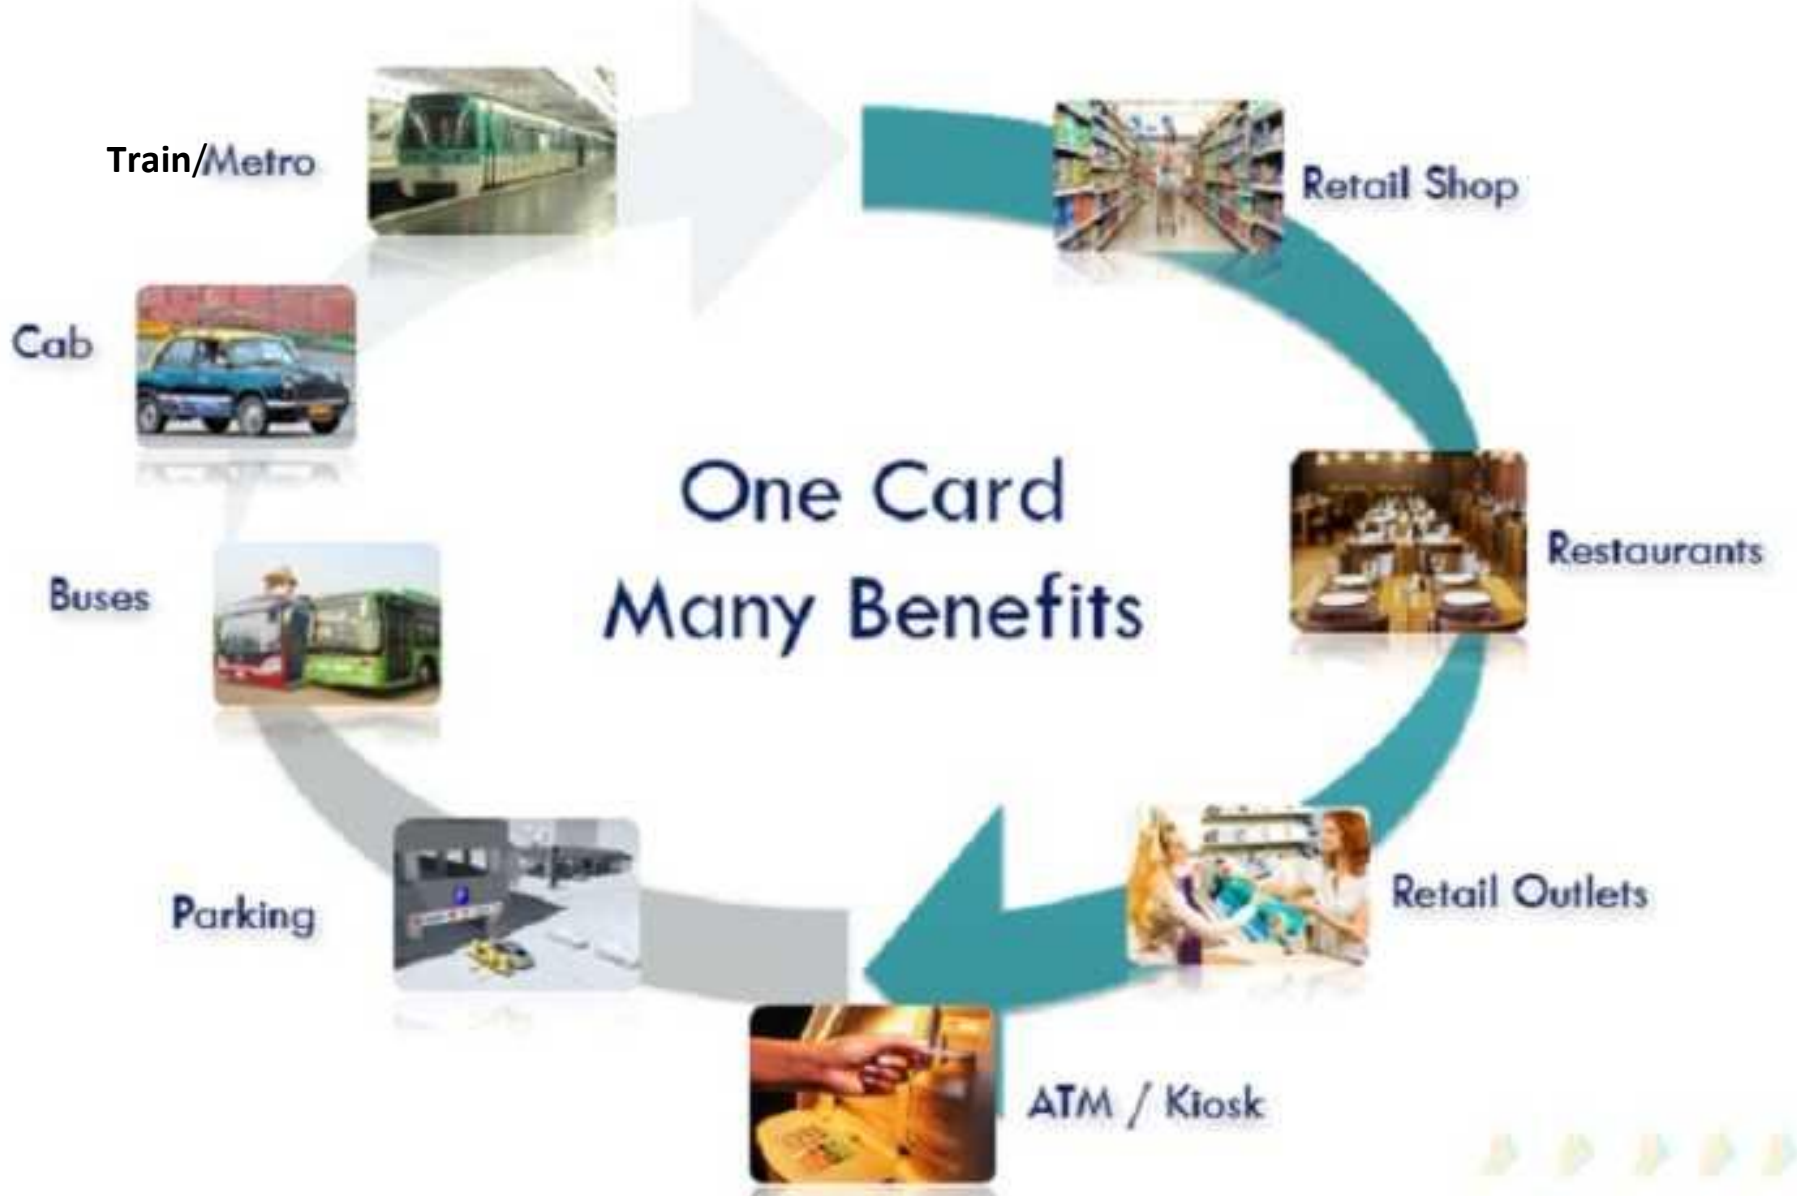 Train/Metro
Retail Shop
Cab
One Card
Many Benefits
Restaurants
Buses
Retail Outlets
Parking
ATM / Kiosk